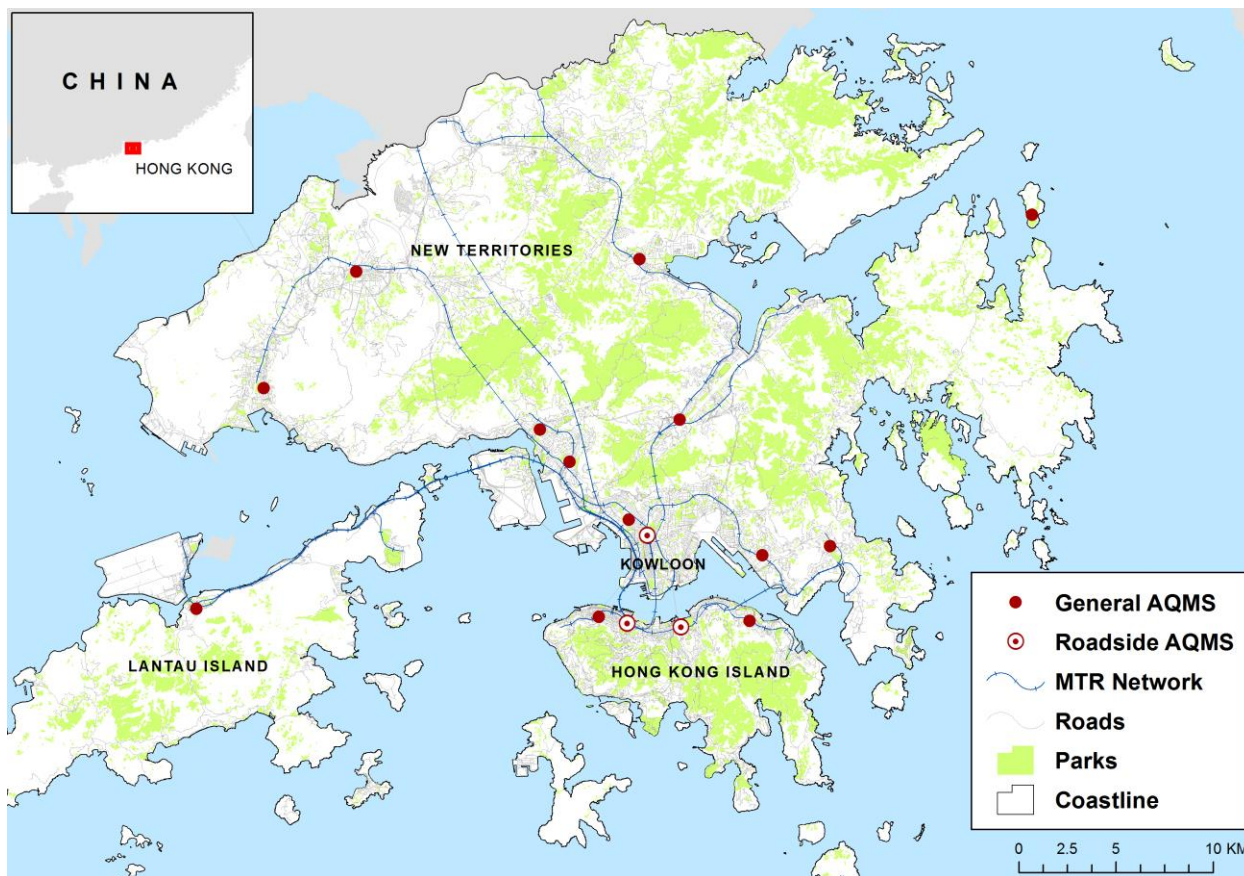 CHINA
HONG KONG
NEW TERRITORIES
KOWLOON
LANTAU ISLAND
HONG KONG ISLAND
General AQMS
Roadside AQMS
MTR Network
Roads
Parks
Coastline
0 2.5 5 10 KM